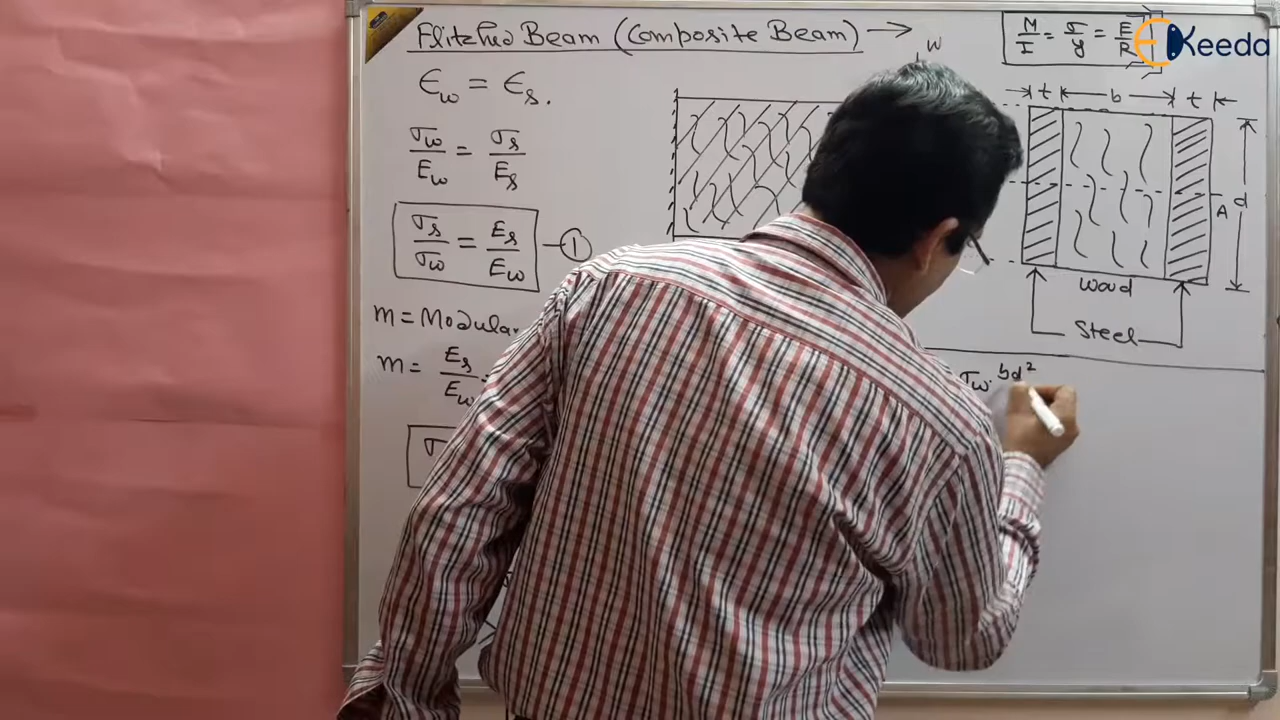 Flitched Beam (Composite Beam) →
M/I = σ/y = E/R
Keeda
ϵw = ϵs.
σw/Ew = σs/Es
σs/σw = Es/Ew — ①
m = Modular
m = Es/Ew
σ
w
t b t
A d
wood
Steel
σw. bd²